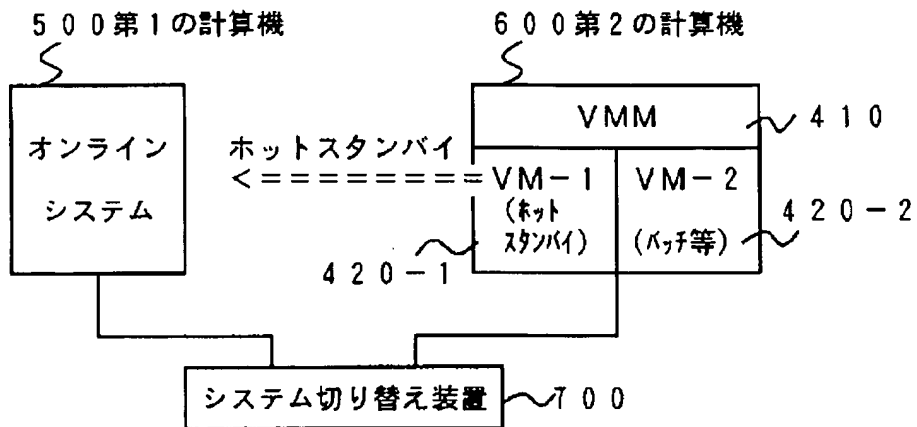 ５００第１の計算機
６００第２の計算機
オンライン
システム
ホットスタンバイ
<========
VMM
４１０
VM-1
(ホット
スタンバイ)
VM-2
(バッチ等)
４２０-１
４２０-２
システム切り替え装置
７００